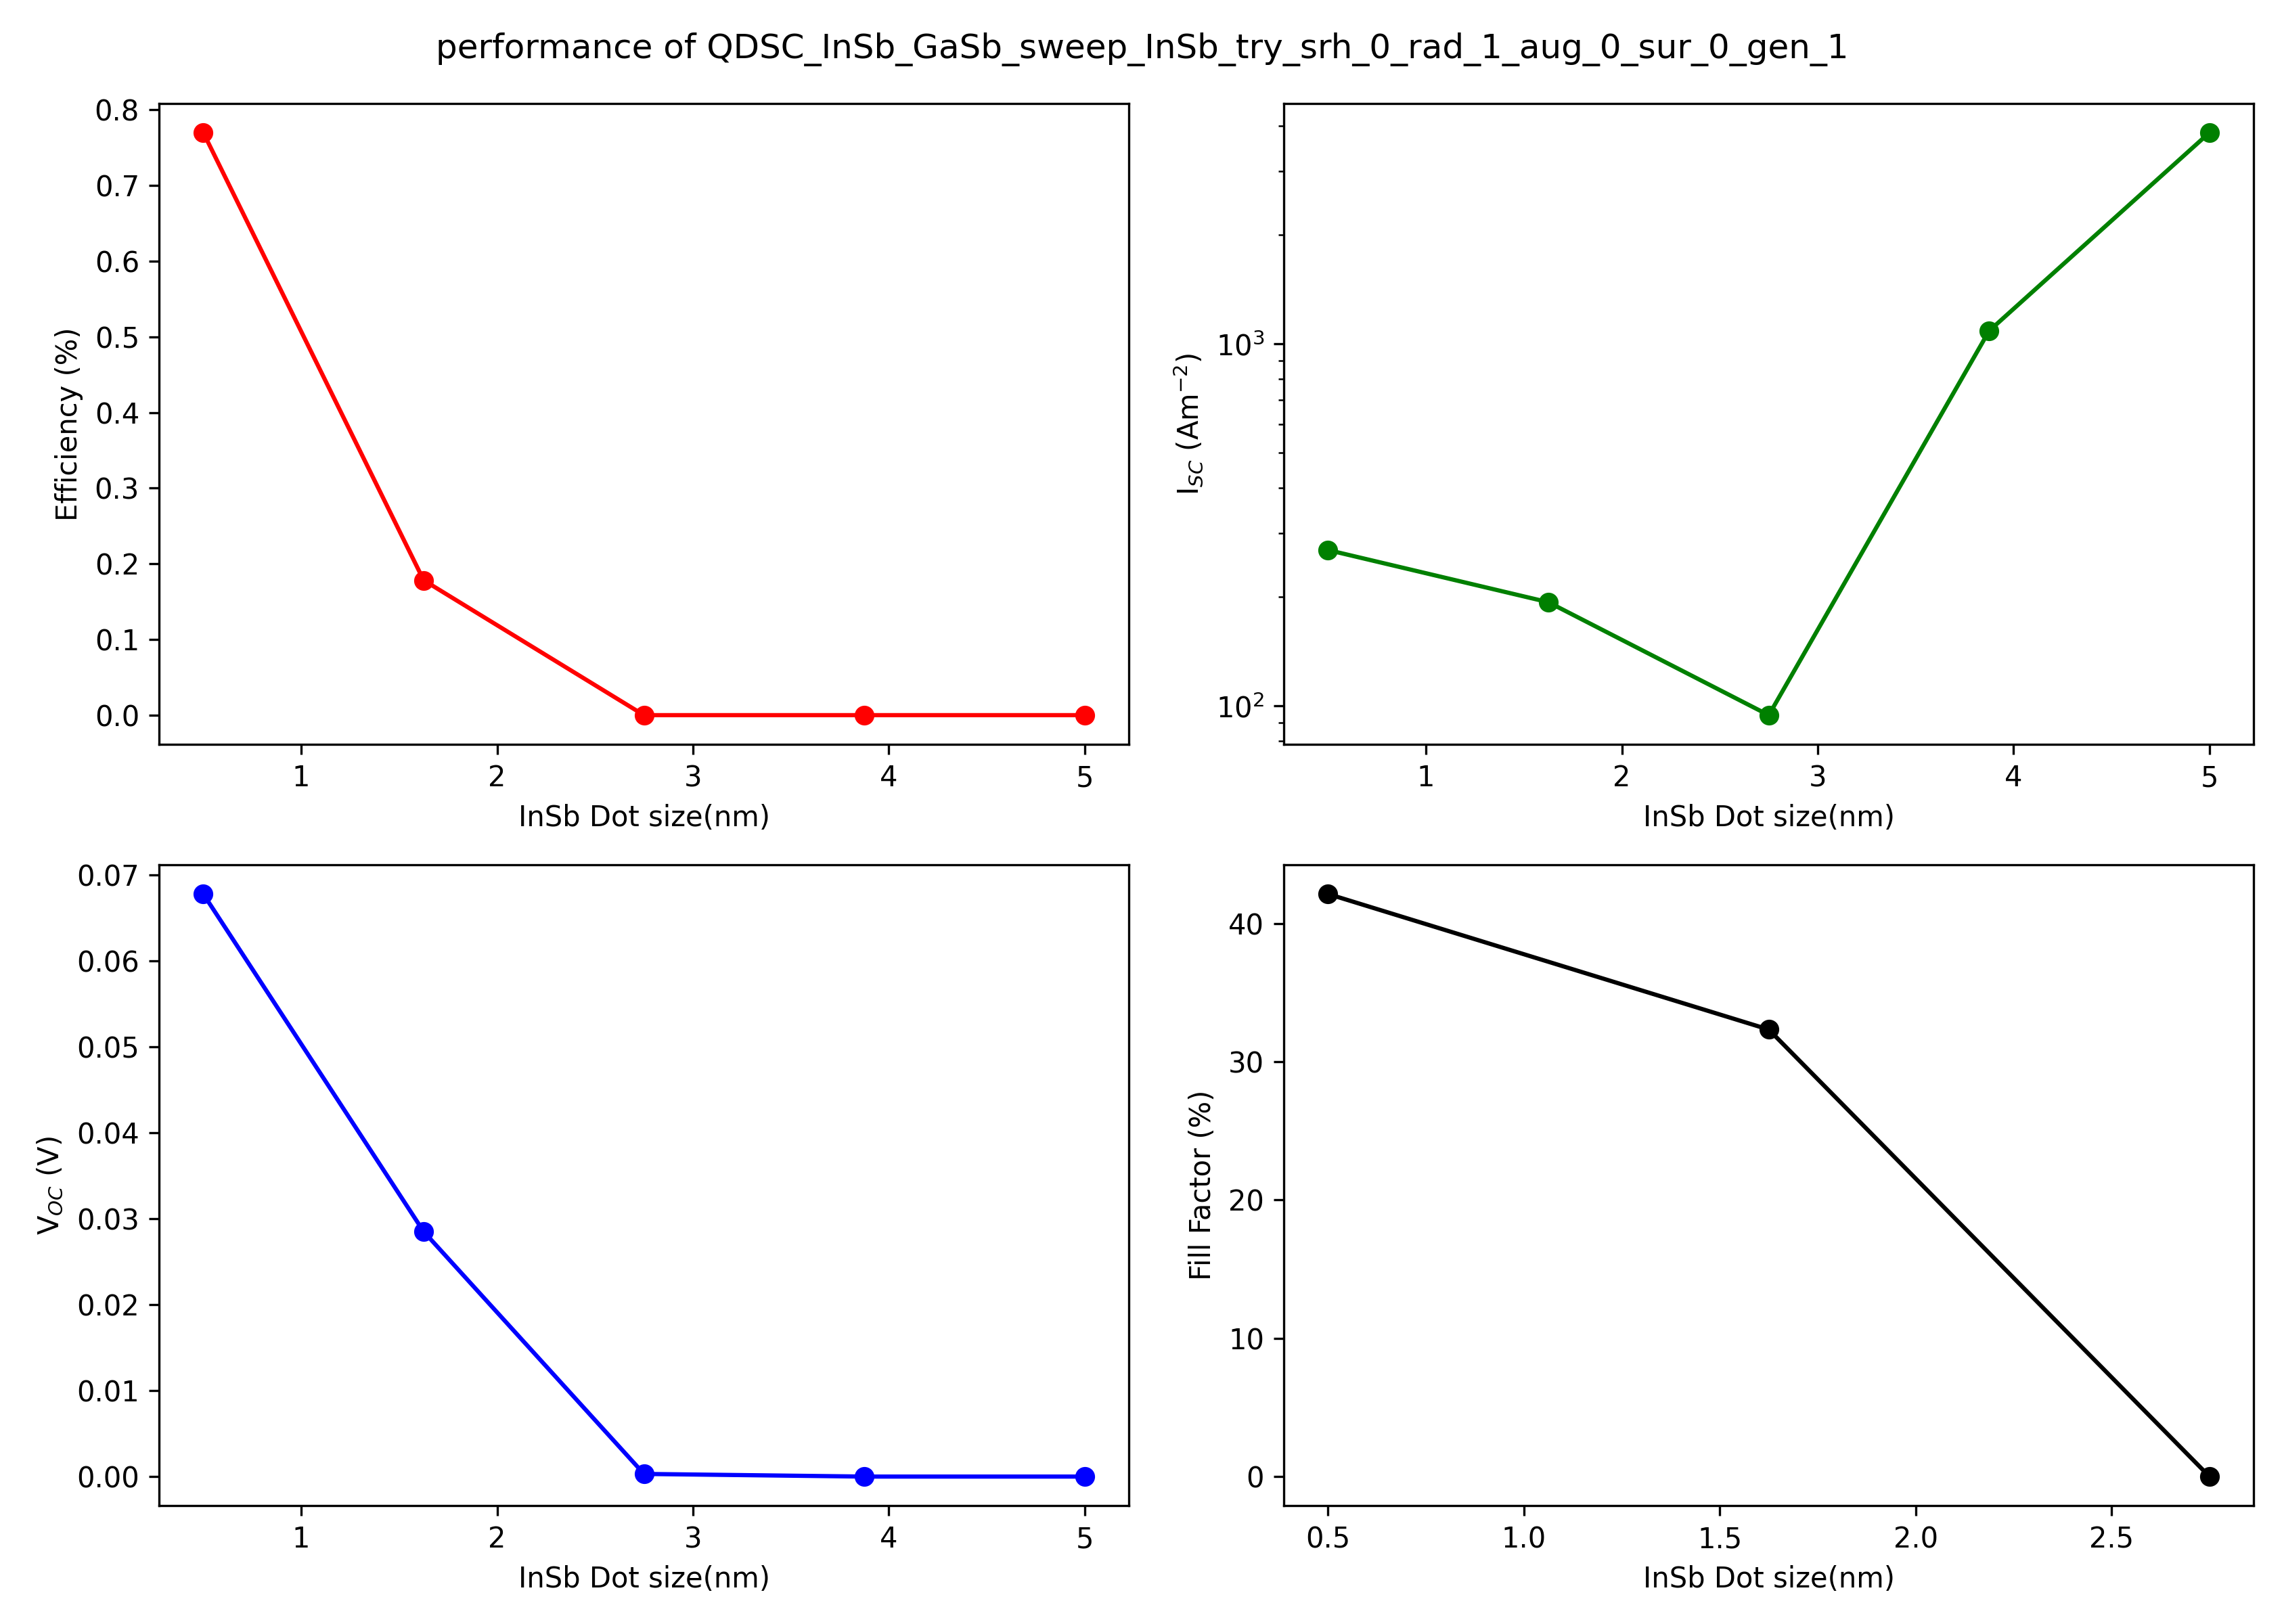 performance of QDSC_InSb_GaSb_sweep_InSb_try_srh_0_rad_1_aug_0_sur_0_gen_1
Efficiency (%)
0.8
0.7
0.6
0.5
0.4
0.3
0.2
0.1
0.0
1 2 3 4 5
InSb Dot size(nm)
I_SC (Am⁻²)
10³
10²
1 2 3 4 5
InSb Dot size(nm)
V_OC (V)
0.07
0.06
0.05
0.04
0.03
0.02
0.01
0.00
1 2 3 4 5
InSb Dot size(nm)
Fill Factor (%)
40
30
20
10
0
0.5 1.0 1.5 2.0 2.5
InSb Dot size(nm)